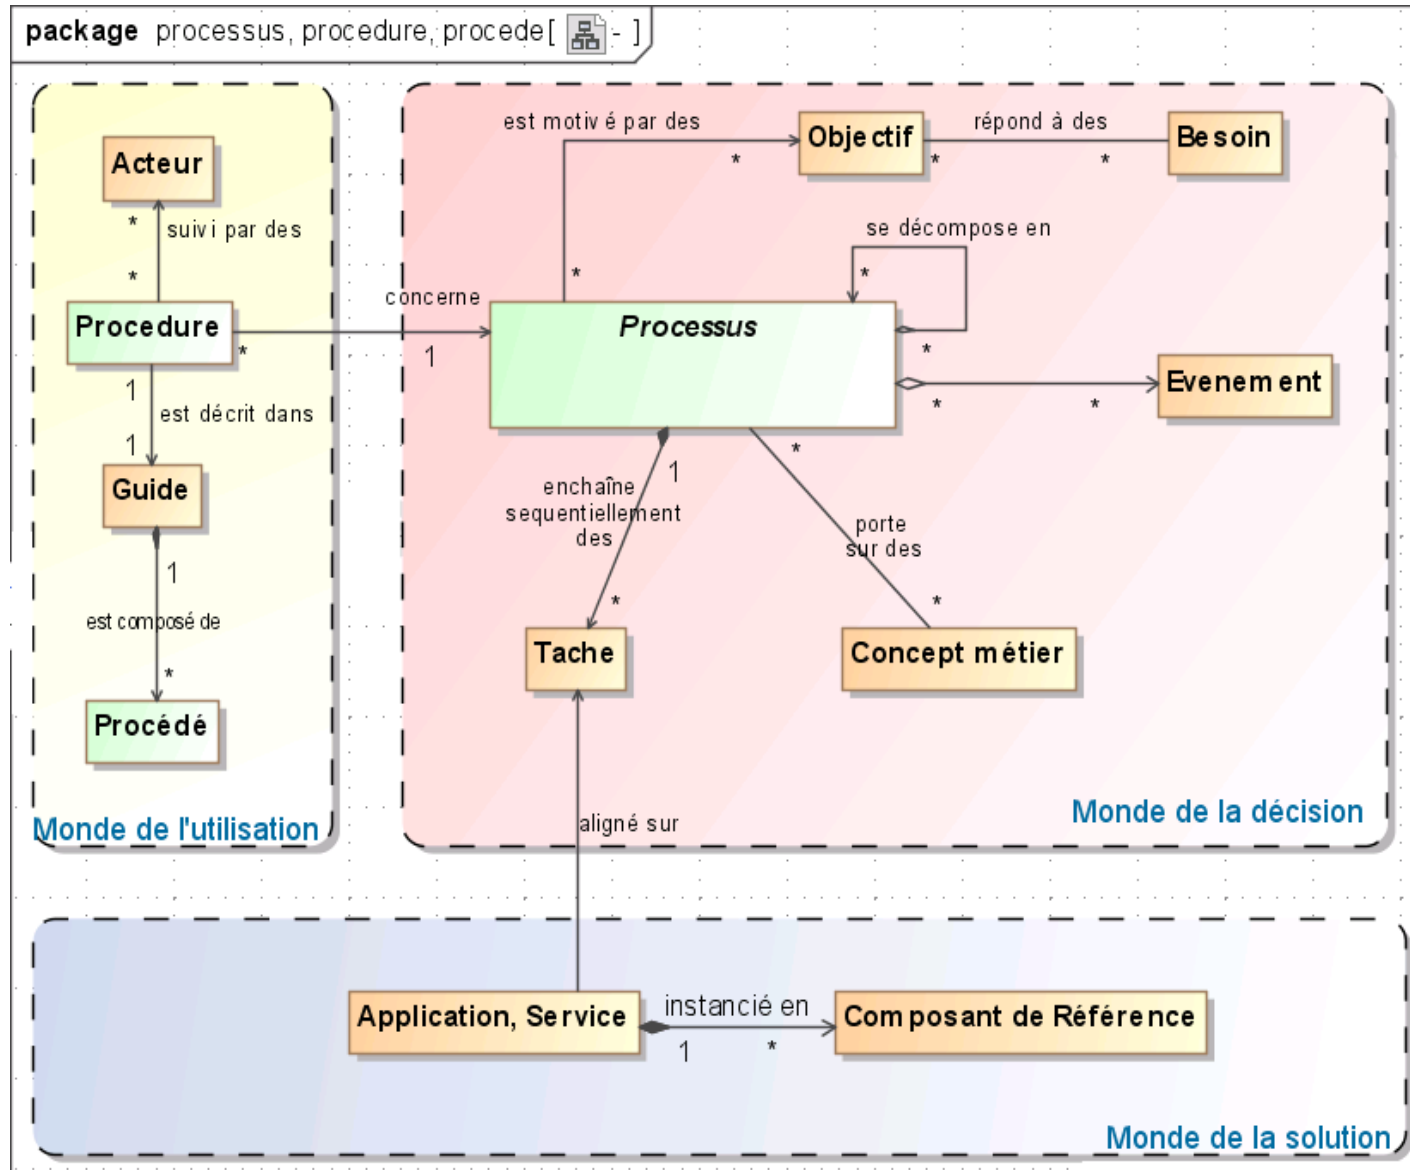 package processus, procedure, procede[ - ]
Acteur
*
suivi par des
*
Procedure
*
concerne
1
1
est décrit dans
1
Guide
1
est composé de
*
Procédé
Monde de l'utilisation
est motivé par des
*
Objectif
*
répond à des
*
Besoin
se décompose en
*
*
Processus
*
*
*
Evenement
1
enchaîne
sequentiellement
des
*
Tache
*
porte
sur des
*
Concept métier
Monde de la décision
aligné sur
Application, Service
instancié en
1
*
Composant de Référence
Monde de la solution